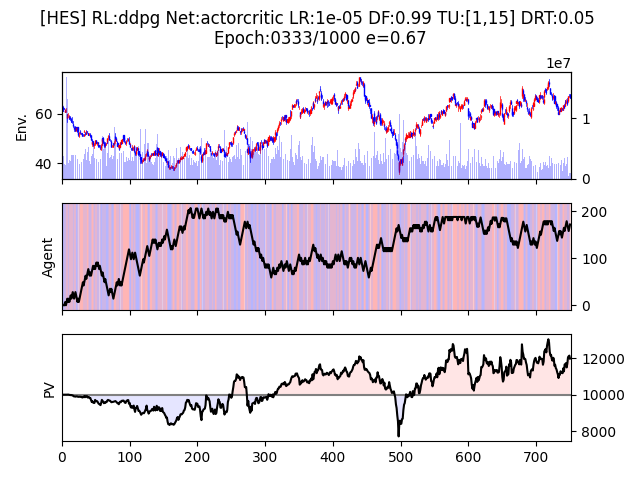 [HES] RL:ddpg Net:actorcritic LR:1e-05 DF:0.99 TU:[1,15] DRT:0.05
Epoch:0333/1000 e=0.67
1e7
Env.
60
40
1
0
Agent
200
100
0
PV
12000
10000
8000
0 100 200 300 400 500 600 700